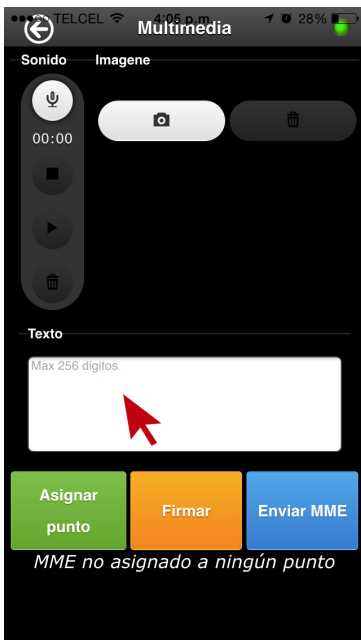 TELCEL 4:05 p.m. 28%
Multimedia
Sonido Imagene
00:00
Texto
Max 256 digitos
Asignar
punto
Firmar
Enviar MME
MME no asignado a ningún punto